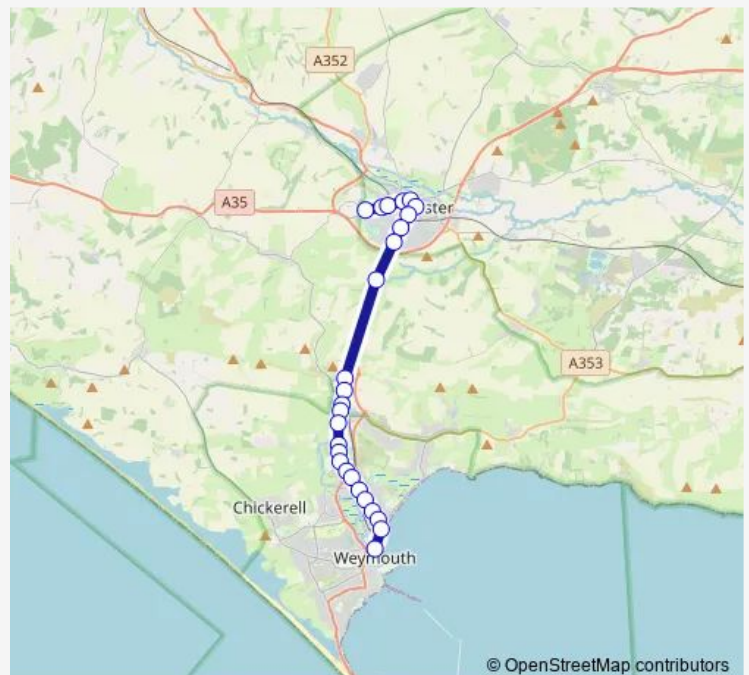 A352
A35
ster
A353
Chickerell
Weymouth
© OpenStreetMap contributors